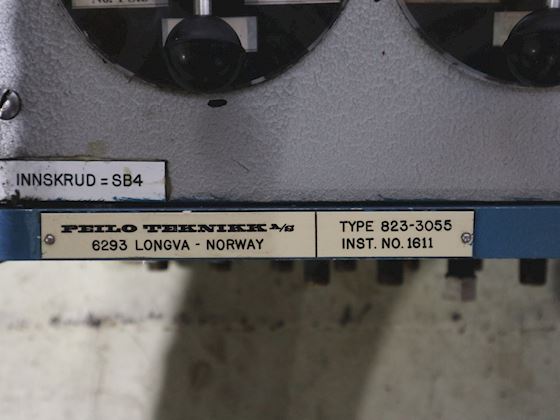 INNSKRUD = SB4
PEILO TEKNIKK A/S
6293 LONGVA - NORWAY
TYPE 823-3055
INST. NO. 1611